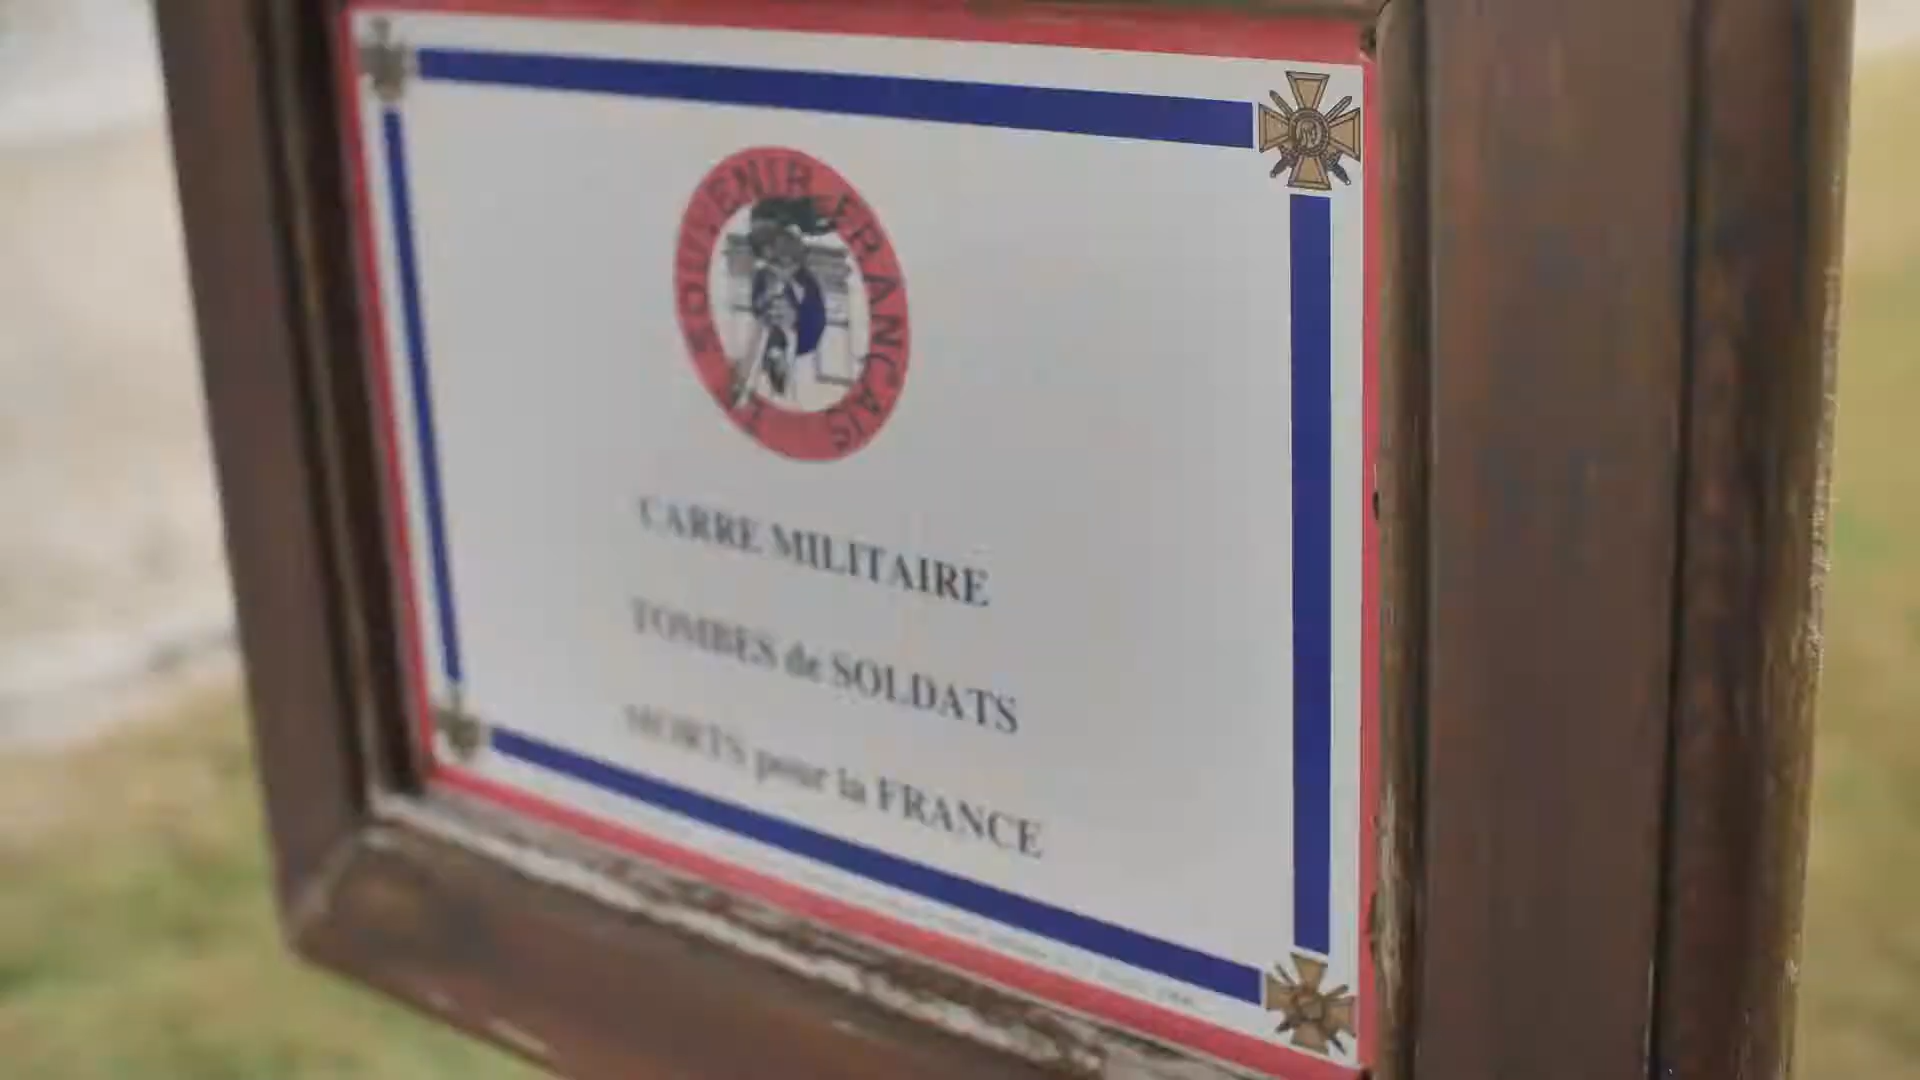 LE SOUVENIR FRANÇAIS
CARRE MILITAIRE
TOMBES de SOLDATS
MORTS pour la FRANCE